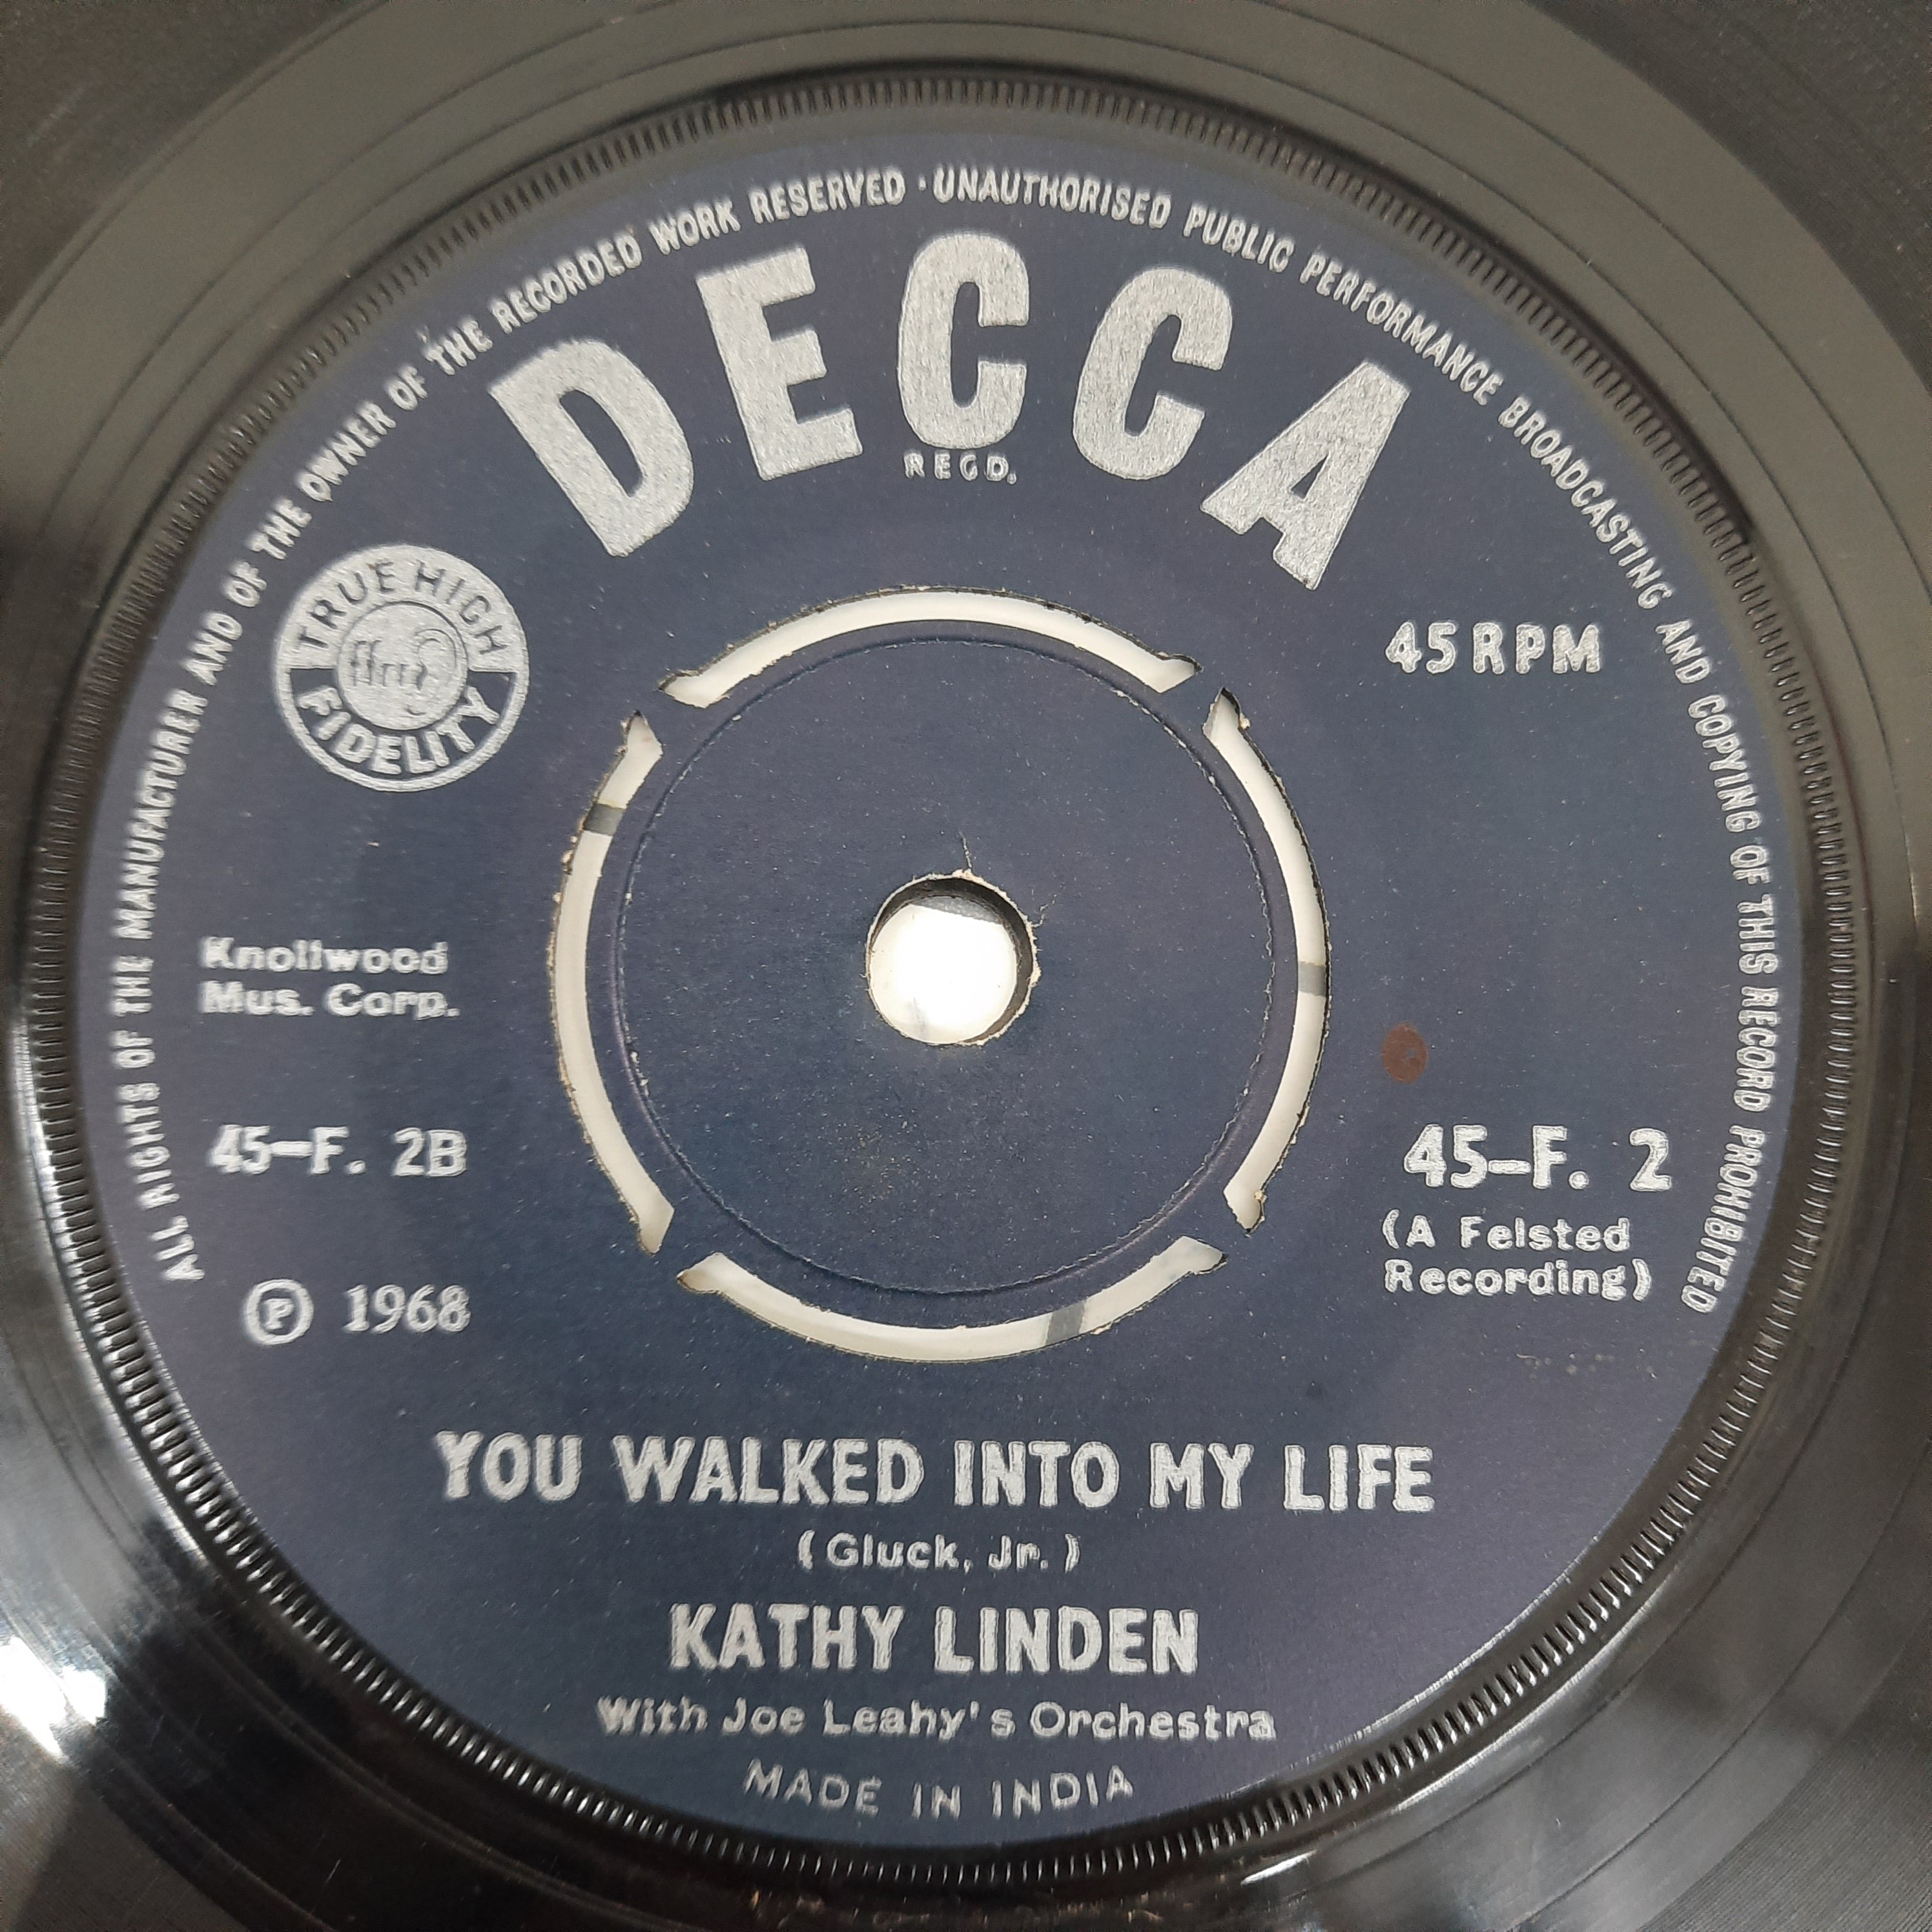 ALL RIGHTS OF THE MANUFACTURER AND OF THE OWNER OF THE RECORDED WORK RESERVED · UNAUTHORISED PUBLIC PERFORMANCE BROADCASTING AND COPYING OF THIS RECORD PROHIBITED
DECCA
REGD.
TRUE HIGH
ffrr
FIDELITY
45 RPM
Knollwood
Mus. Corp.
45-F. 2B
℗ 1968
45-F. 2
(A Felsted
Recording)
YOU WALKED INTO MY LIFE
(Gluck, Jr.)
KATHY LINDEN
With Joe Leahy's Orchestra
MADE IN INDIA